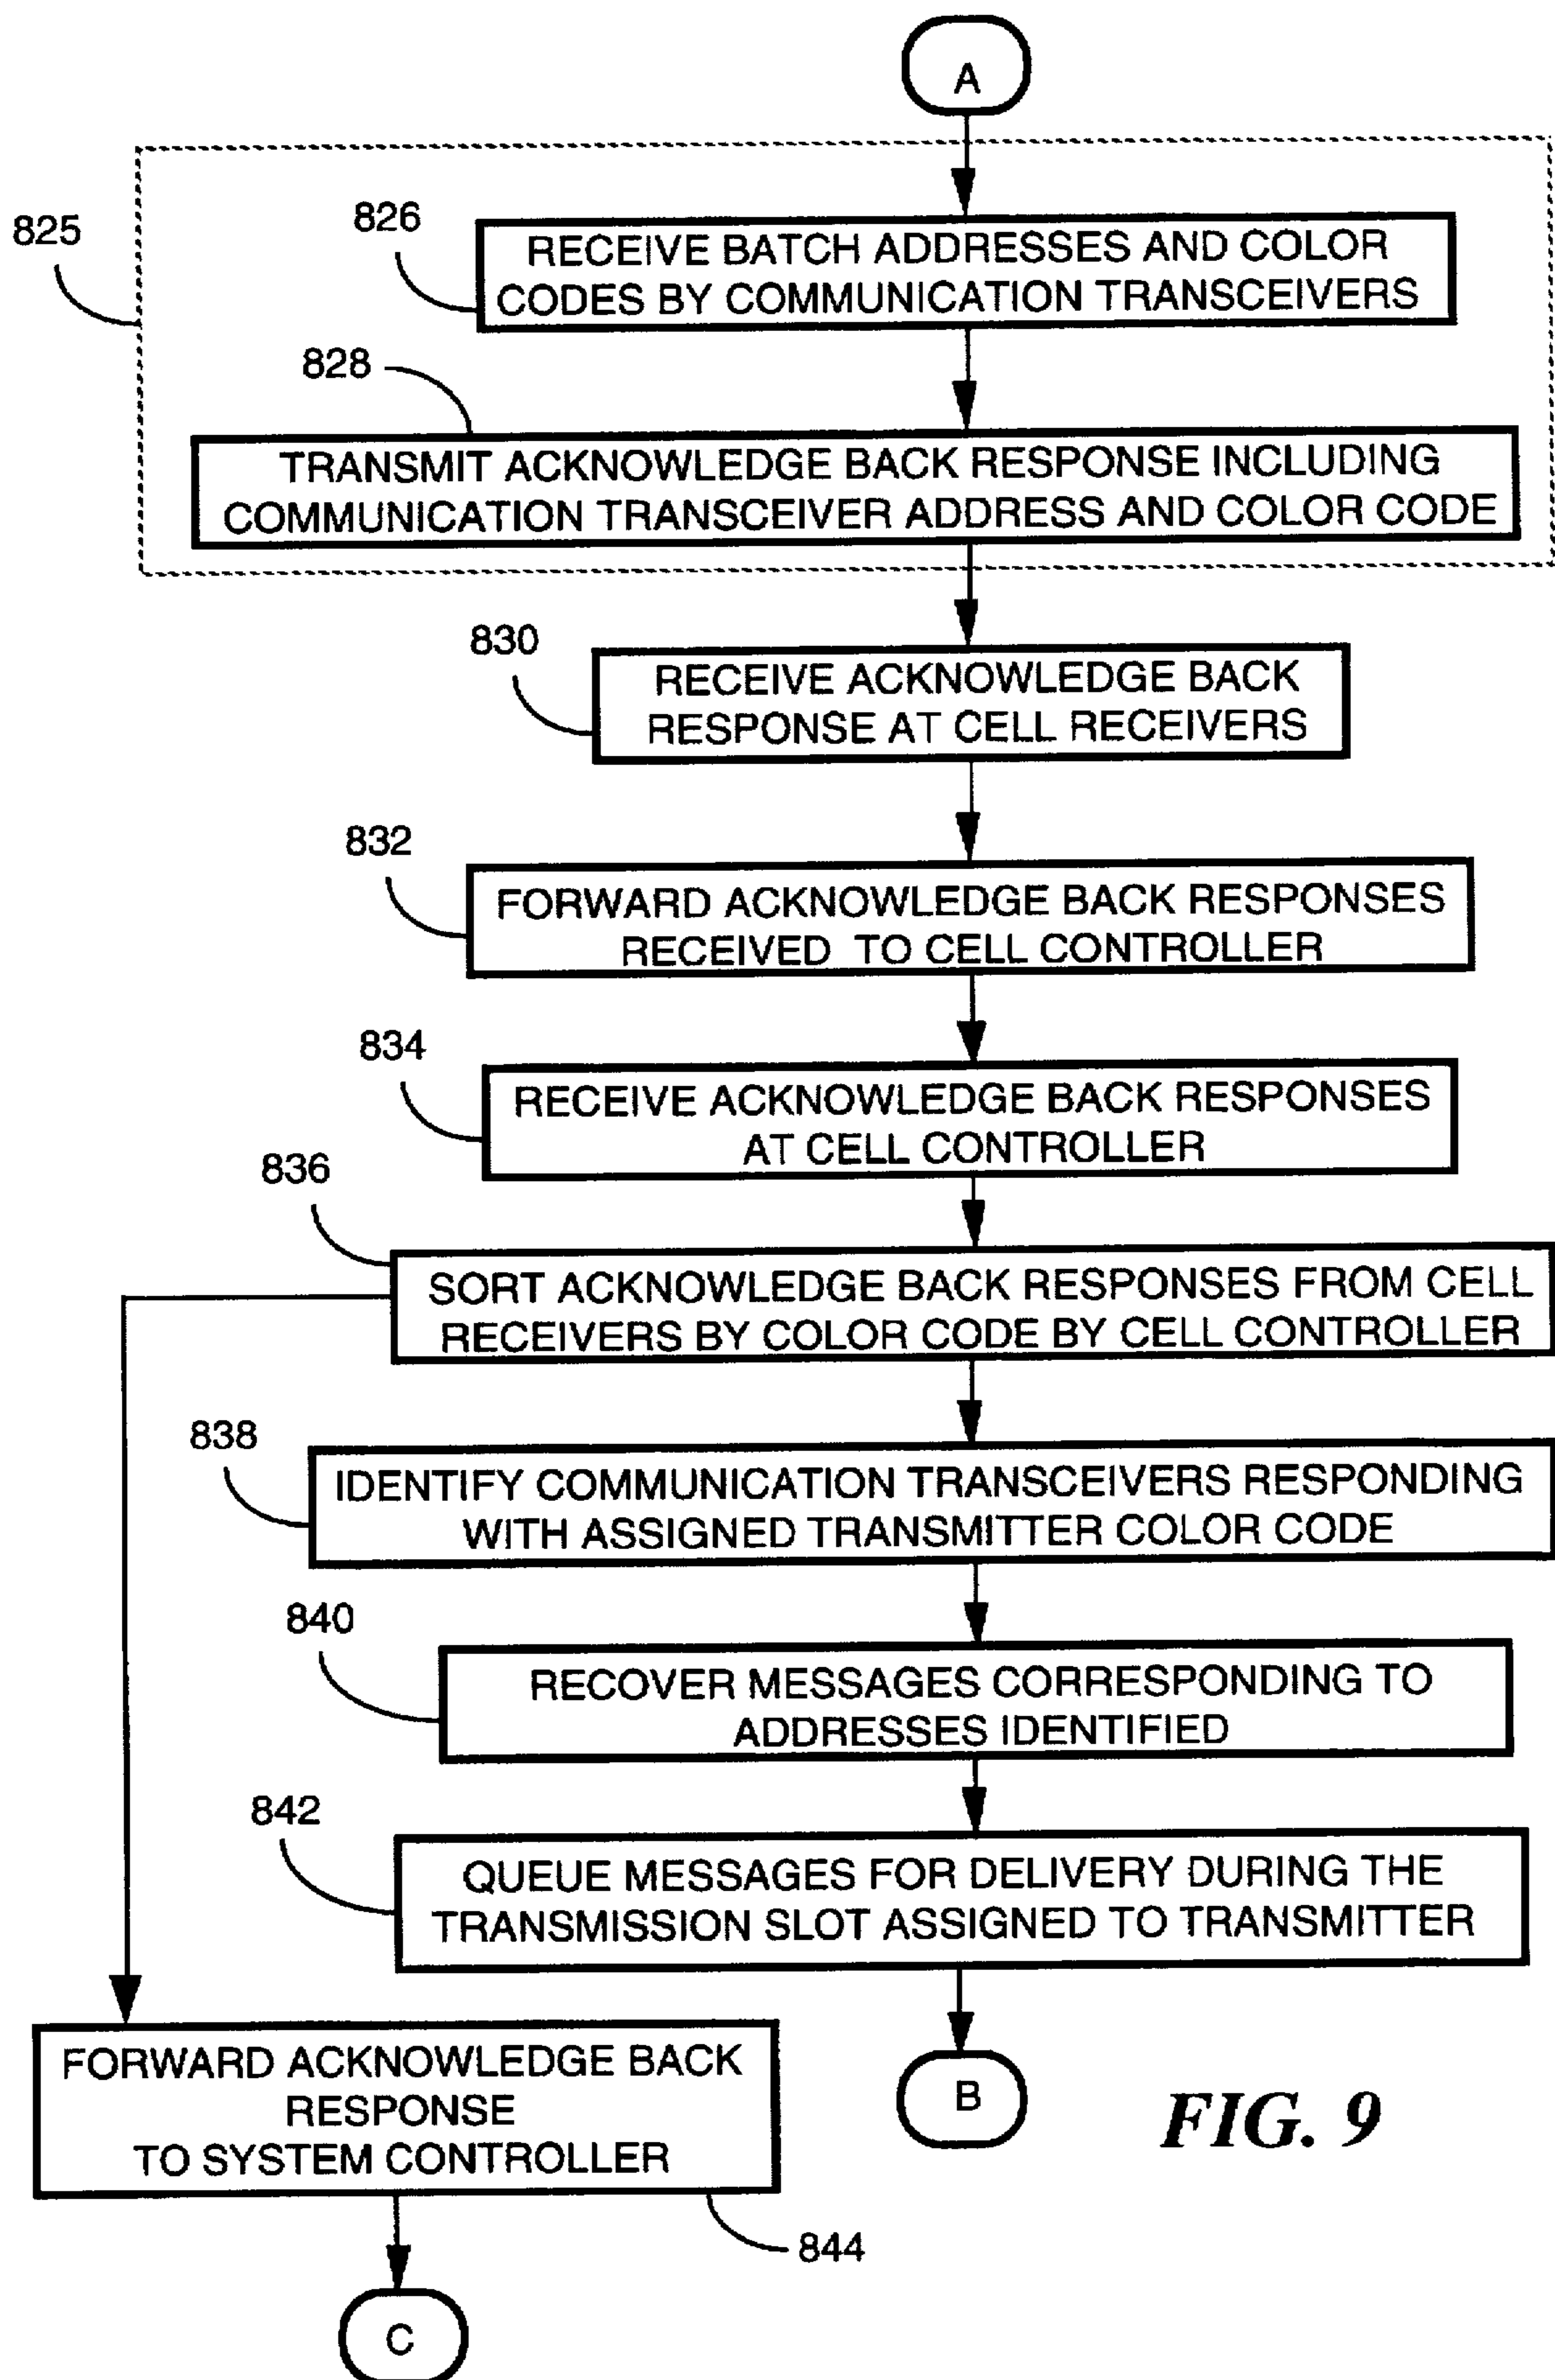 A
825
826
RECEIVE BATCH ADDRESSES AND COLOR
CODES BY COMMUNICATION TRANSCEIVERS
828
TRANSMIT ACKNOWLEDGE BACK RESPONSE INCLUDING
COMMUNICATION TRANSCEIVER ADDRESS AND COLOR CODE
830
RECEIVE ACKNOWLEDGE BACK
RESPONSE AT CELL RECEIVERS
832
FORWARD ACKNOWLEDGE BACK RESPONSES
RECEIVED TO CELL CONTROLLER
834
RECEIVE ACKNOWLEDGE BACK RESPONSES
AT CELL CONTROLLER
836
SORT ACKNOWLEDGE BACK RESPONSES FROM CELL
RECEIVERS BY COLOR CODE BY CELL CONTROLLER
838
IDENTIFY COMMUNICATION TRANSCEIVERS RESPONDING
WITH ASSIGNED TRANSMITTER COLOR CODE
840
RECOVER MESSAGES CORRESPONDING TO
ADDRESSES IDENTIFIED
842
QUEUE MESSAGES FOR DELIVERY DURING THE
TRANSMISSION SLOT ASSIGNED TO TRANSMITTER
FORWARD ACKNOWLEDGE BACK
RESPONSE
TO SYSTEM CONTROLLER
B
FIG. 9
844
C